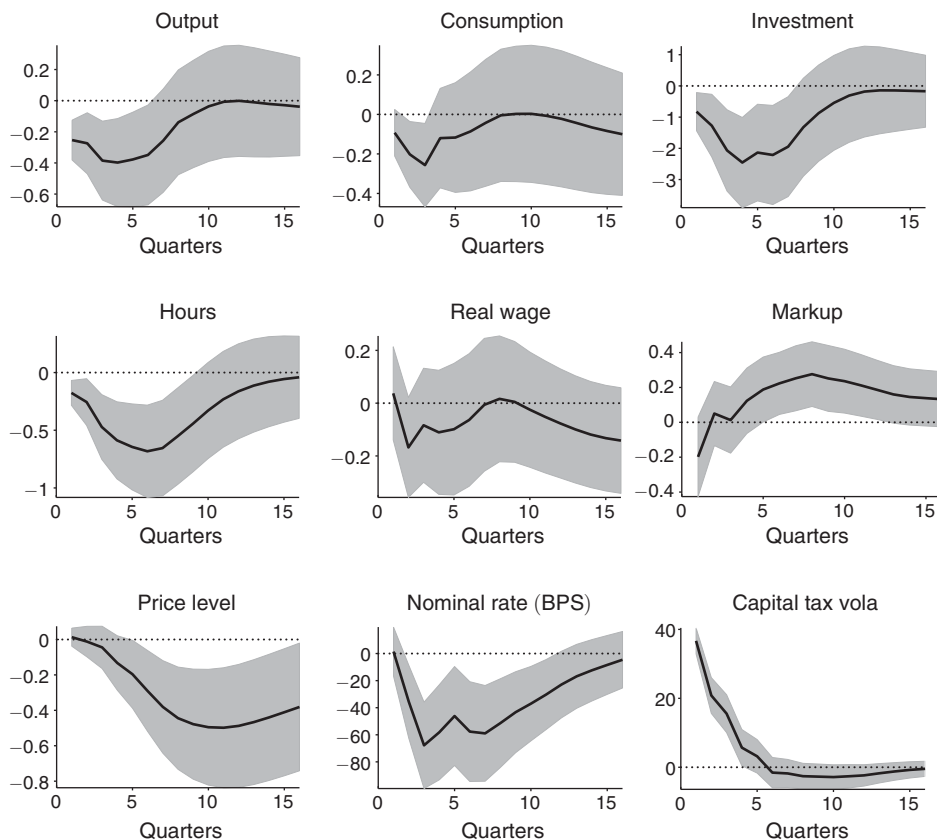 Output Consumption Investment
0.2 0.2 1
0 0 0
−0.2 −0.2 −1
−0.4 −0.4 −2
−0.6 −3
0 5 10 15 0 5 10 15 0 5 10 15
Quarters Quarters Quarters
Hours Real wage Markup
0 0.2 0.4
−0.5 0 0.2
−1 −0.2 0
−0.2
−0.4
0 5 10 15 0 5 10 15 0 5 10 15
Quarters Quarters Quarters
Price level Nominal rate (BPS) Capital tax vola
0 0 40
−0.2 −20 20
−0.4 −40 0
−0.6 −60
−0.8 −80
0 5 10 15 0 5 10 15 0 5 10 15
Quarters Quarters Quarters